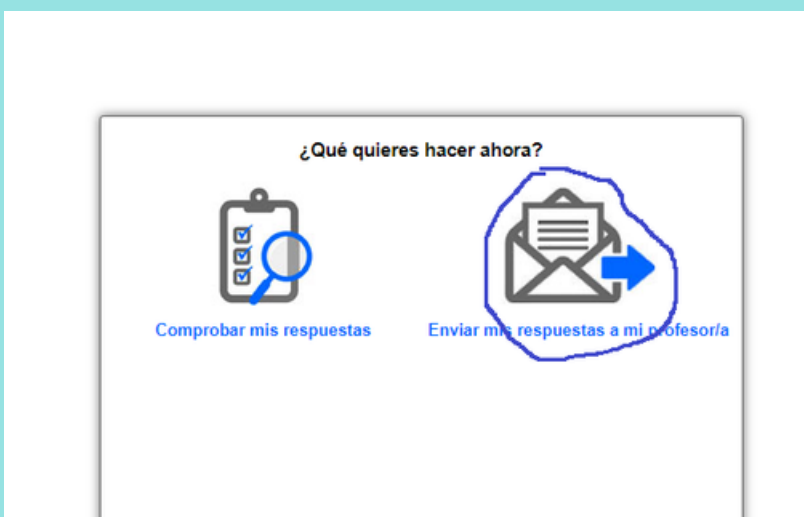 ¿Qué quieres hacer ahora?
Comprobar mis respuestas
Enviar mis respuestas a mi profesor/a